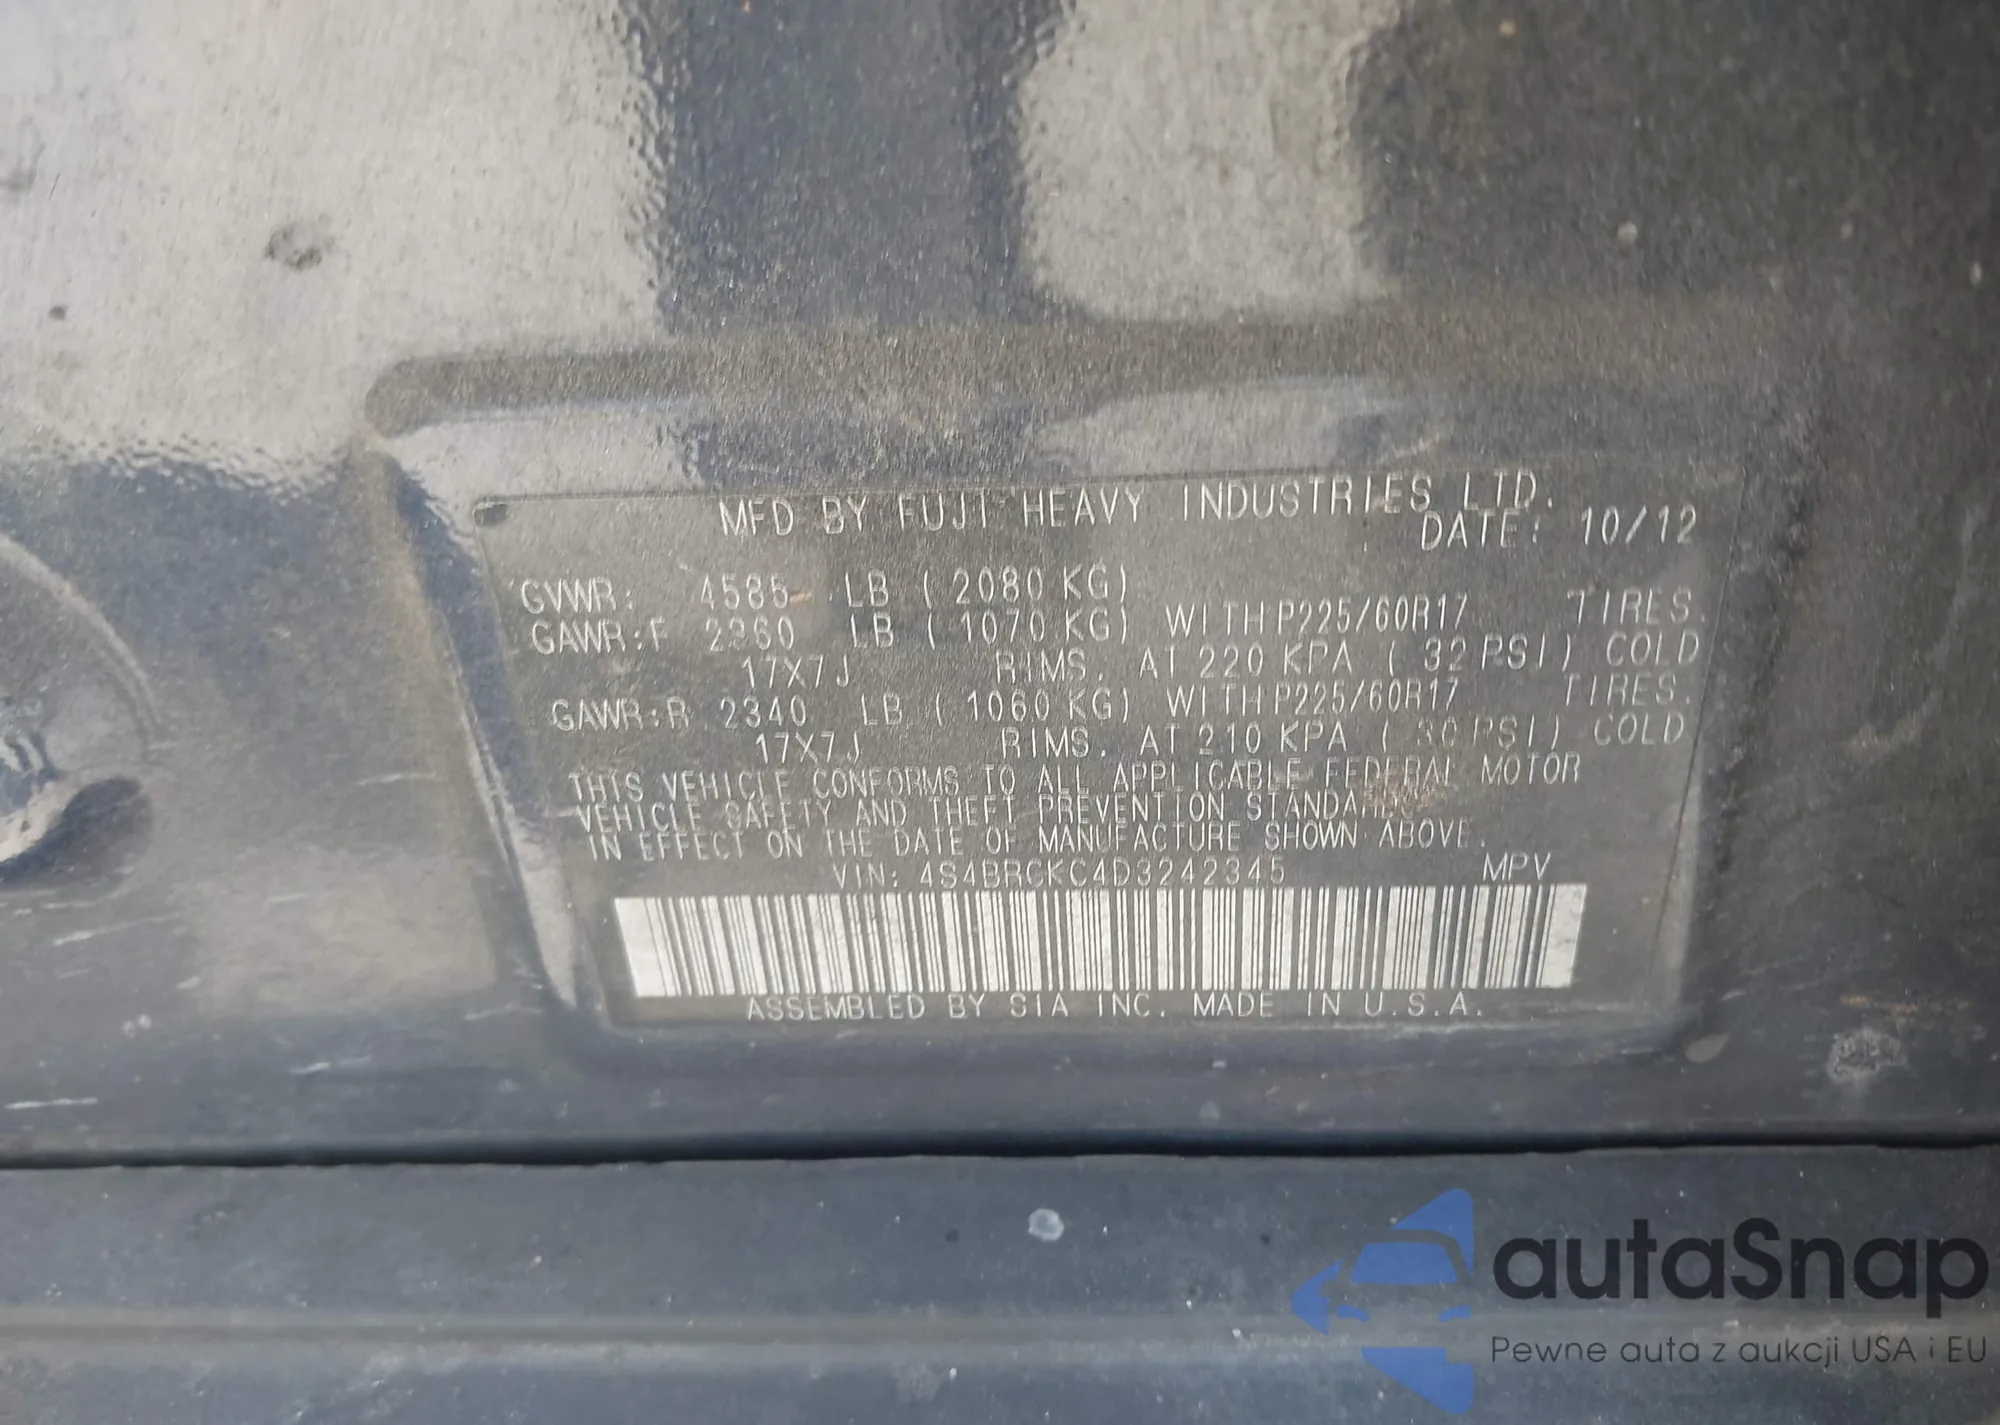 MFD BY FUJI HEAVY INDUSTRIES LTD.
DATE: 10/12
GVWR: 4585 LB ( 2080 KG)
GAWR:F 2360 LB ( 1070 KG) WITH P225/60R17 TIRES.
17X7J RIMS. AT 220 KPA ( 32 PSI) COLD
GAWR:R 2340 LB ( 1060 KG) WITH P225/60R17 TIRES.
17X7J RIMS. AT 210 KPA ( 30 PSI) COLD
THIS VEHICLE CONFORMS TO ALL APPLICABLE FEDERAL MOTOR
VEHICLE SAFETY AND THEFT PREVENTION STANDARDS
IN EFFECT ON THE DATE OF MANUFACTURE SHOWN ABOVE.
VIN: 4S4BRCKC4D3242345 MPV
ASSEMBLED BY SIA INC. MADE IN U.S.A.
autaSnap
Pewne auta z aukcji USA i EU